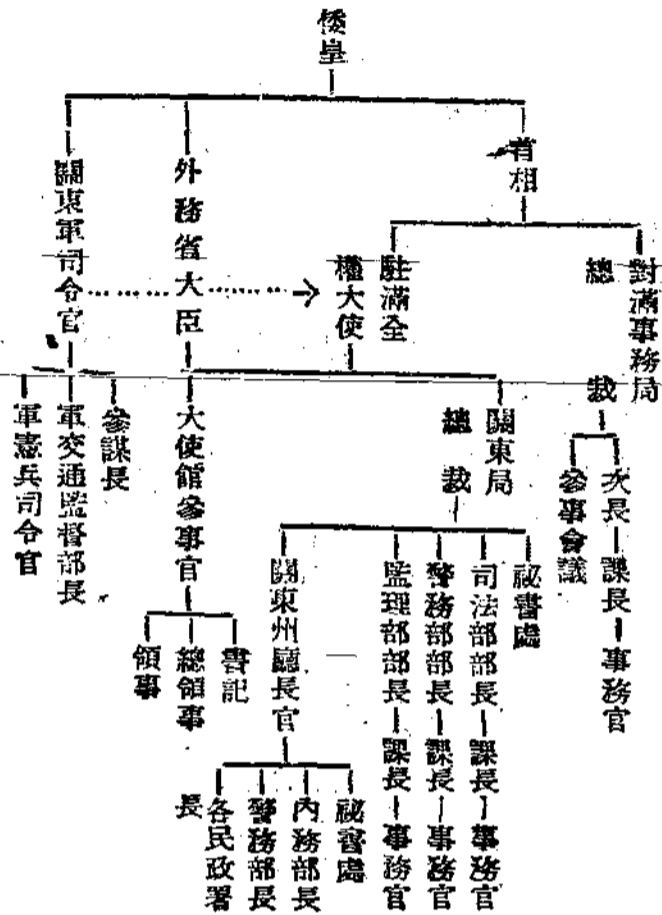 倭皇
首相
外務省大臣
關東軍司令官
對滿事務局
總裁
駐滿全
權大使
次長
課長
事務官
參事會議
關東局
總裁
大使館參事官
參謀長
軍交通監督部長
軍憲兵司令官
祕書處
司法部部長
課長
事務官
警務部部長
課長
事務官
監理部部長
課長
事務官
關東州廳長官
書記
總領事
領事
祕書處
內務部長
警務部長
各民政署
長